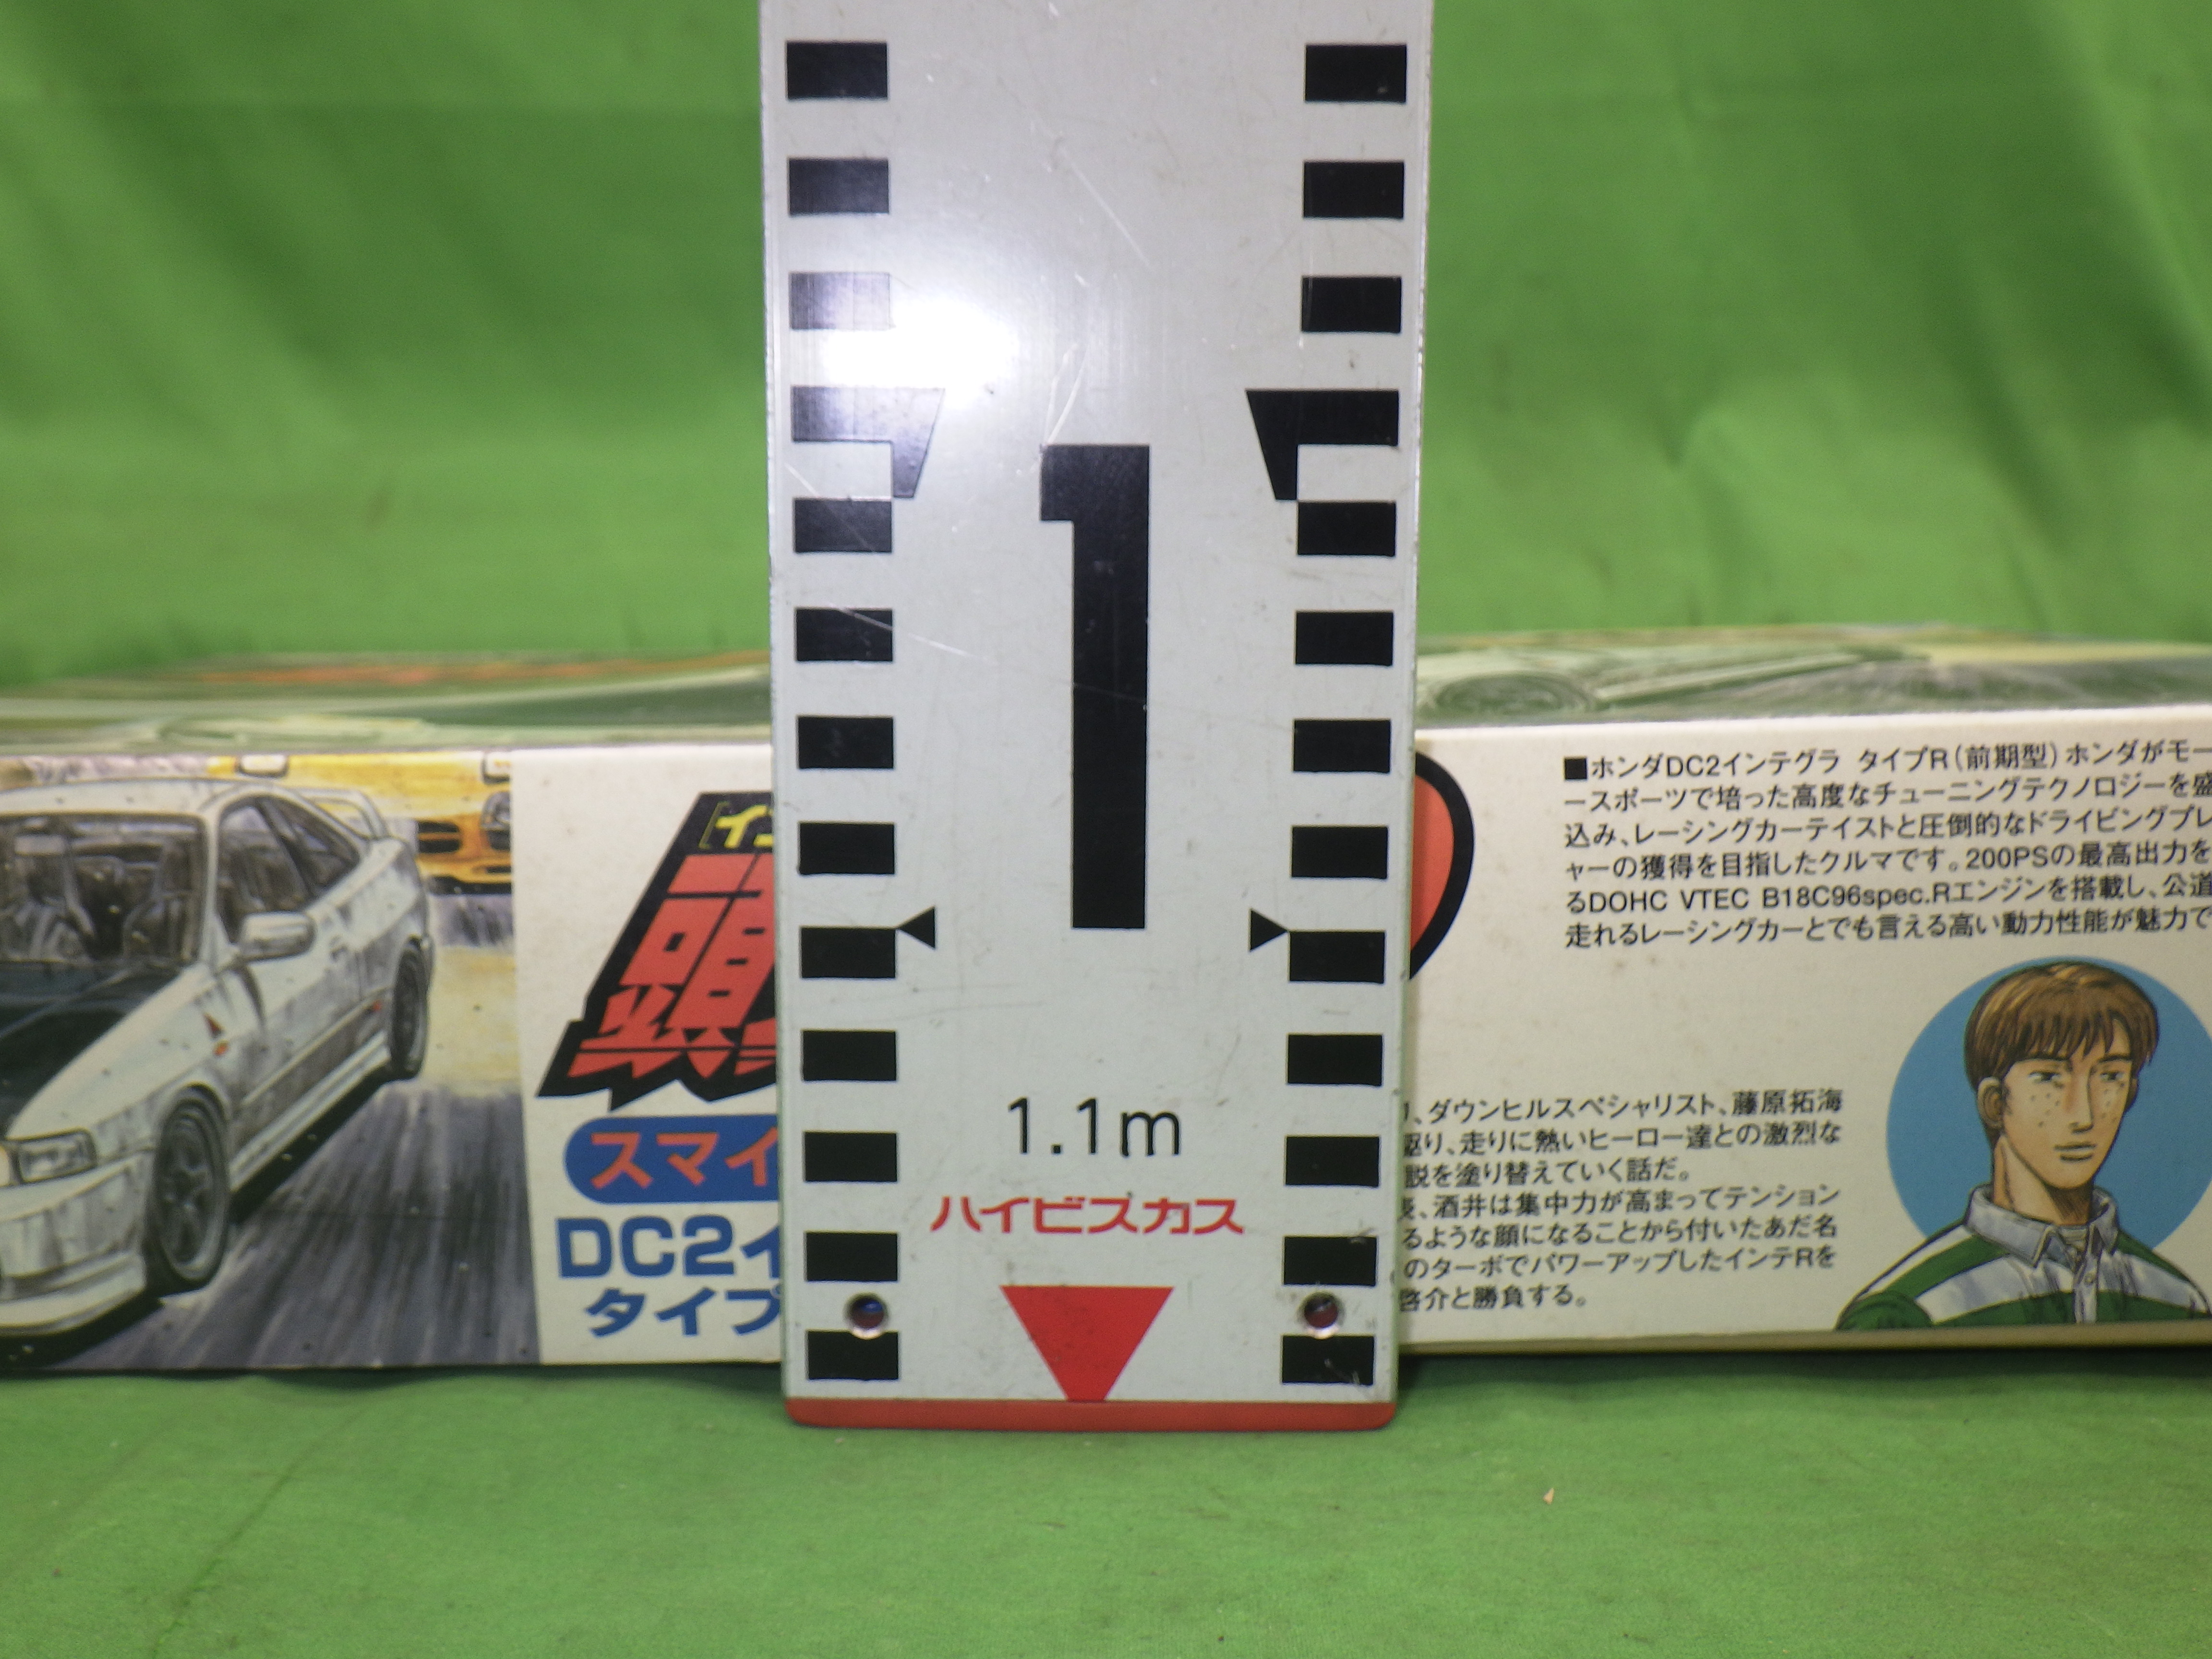 1
1.1m
ハイビスカス
[イニ
頭
スマイ
DC2イ
タイプ
■ホンダDC2インテグラ タイプR（前期型）ホンダがモー
ースポーツで培った高度なチューニングテクノロジーを盛
込み、レーシングカーテイストと圧倒的なドライビングプレ
ャーの獲得を目指したクルマです。200PSの最高出力を
るDOHC VTEC B18C96spec.Rエンジンを搭載し、公道
走れるレーシングカーとでも言える高い動力性能が魅力で
、ダウンヒルスペシャリスト、藤原拓海
駆り、走りに熱いヒーロー達との激烈な
説を塗り替えていく話だ。
、酒井は集中力が高まってテンション
るような顔になることから付いたあだ名
のターボでパワーアップしたインテRを
啓介と勝負する。